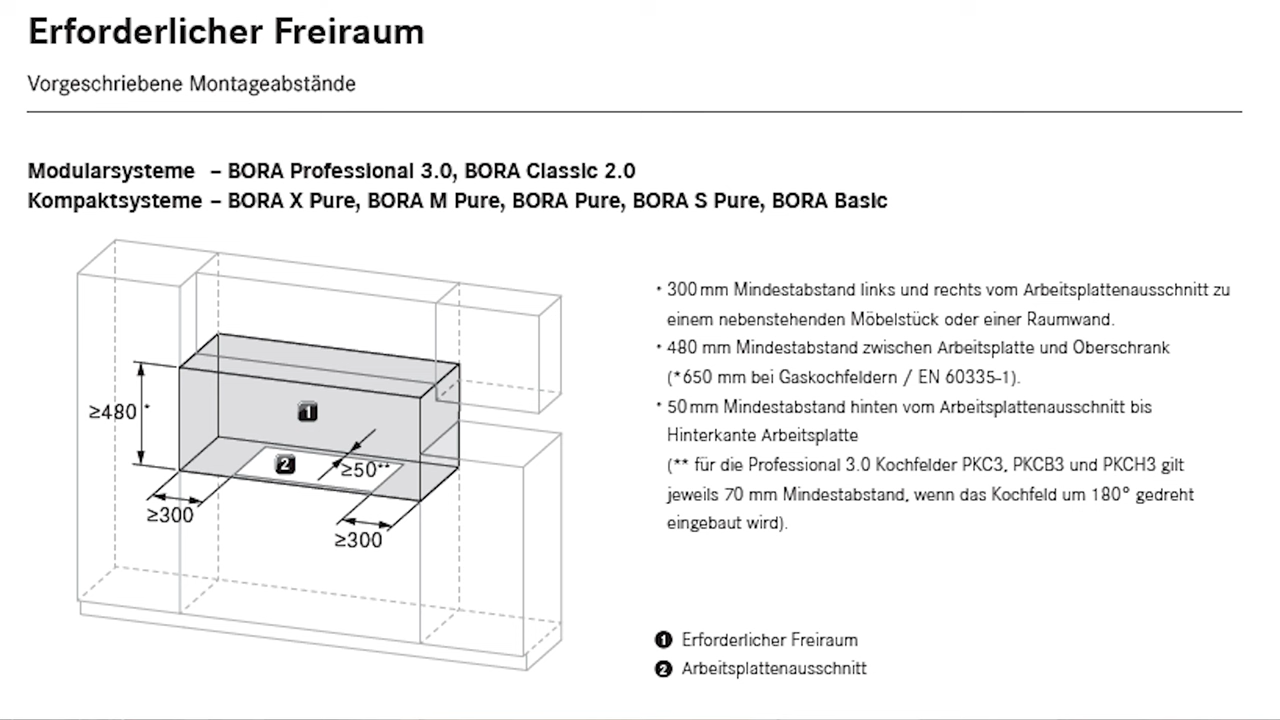 Erforderlicher Freiraum
Vorgeschriebene Montageabstände
Modularsysteme – BORA Professional 3.0, BORA Classic 2.0
Kompaktsysteme – BORA X Pure, BORA M Pure, BORA Pure, BORA S Pure, BORA Basic
≥480 *
1
2
≥50**
≥300
≥300
• 300 mm Mindestabstand links und rechts vom Arbeitsplattenausschnitt zu
einem nebenstehenden Möbelstück oder einer Raumwand.
• 480 mm Mindestabstand zwischen Arbeitsplatte und Oberschrank
(*650 mm bei Gaskochfeldern / EN 60335-1).
• 50 mm Mindestabstand hinten vom Arbeitsplattenausschnitt bis
Hinterkante Arbeitsplatte
(** für die Professional 3.0 Kochfelder PKC3, PKCB3 und PKCH3 gilt
jeweils 70 mm Mindestabstand, wenn das Kochfeld um 180° gedreht
eingebaut wird).
1 Erforderlicher Freiraum
2 Arbeitsplattenausschnitt